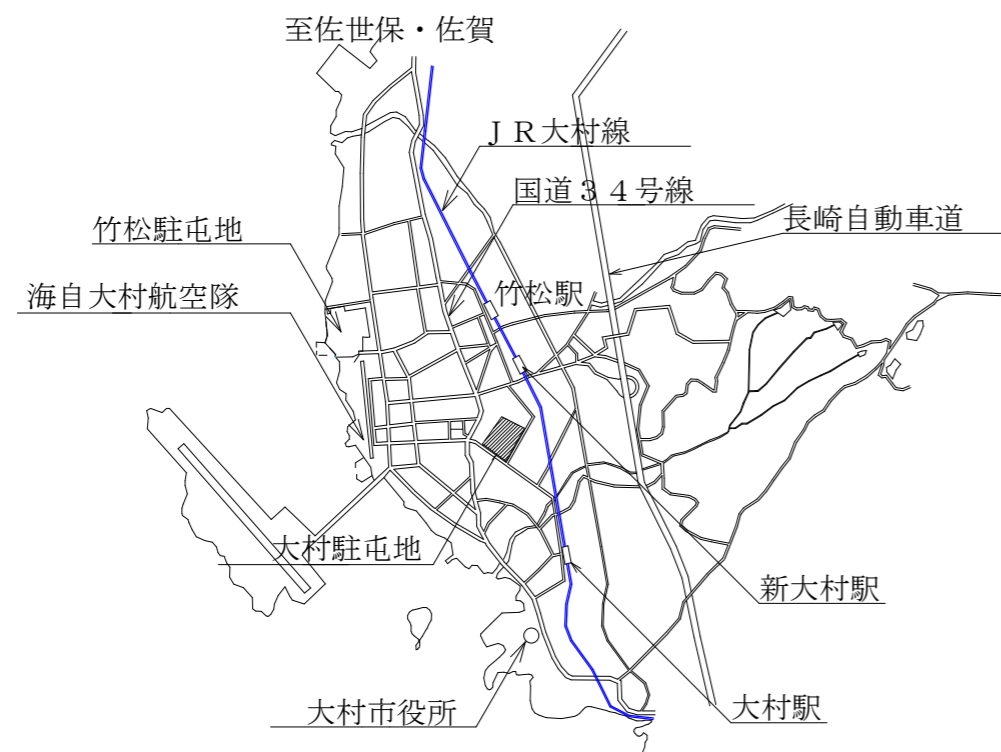 至佐世保・佐賀
ＪＲ大村線
国道３４号線
長崎自動車道
竹松駐屯地
海自大村航空隊
竹松駅
大村駐屯地
新大村駅
大村市役所
大村駅